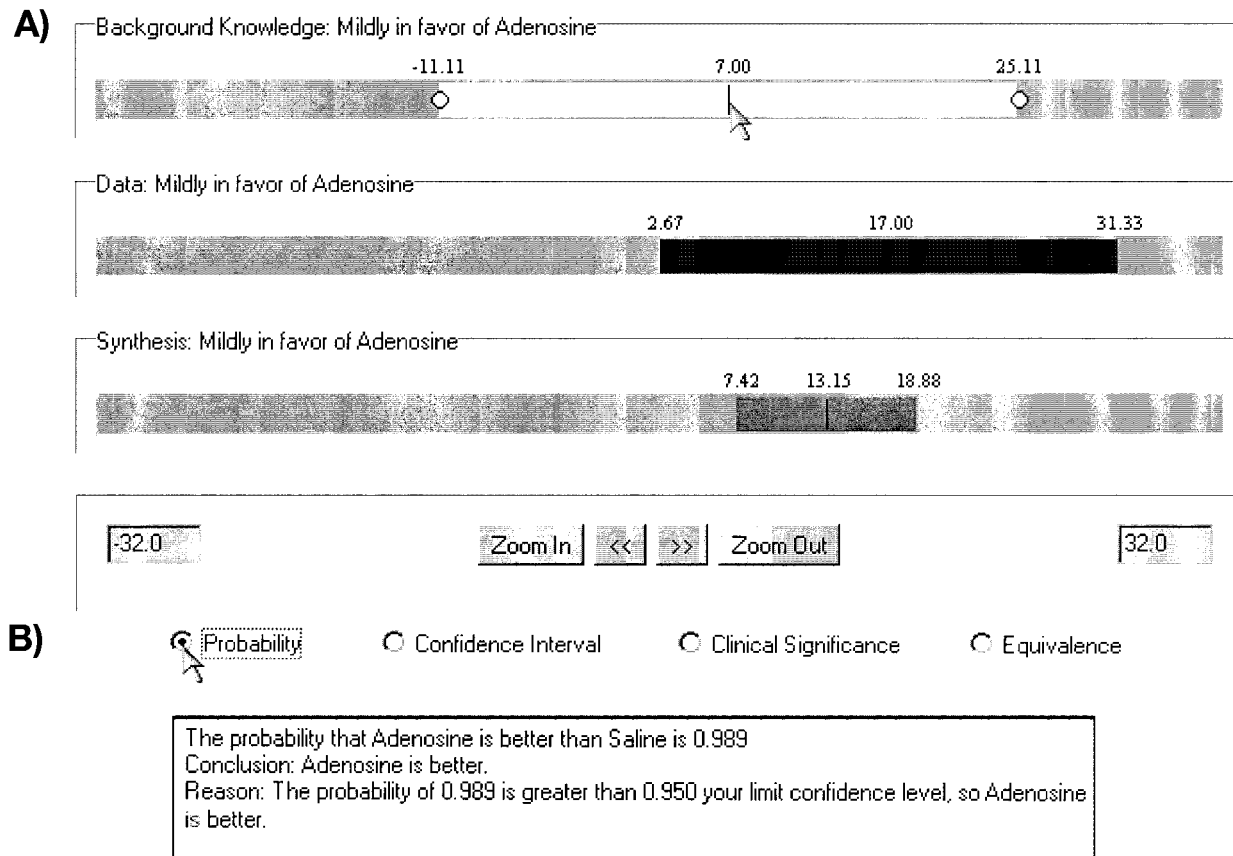 A)
Background Knowledge: Mildly in favor of Adenosine
-11.11 7.00 25.11
Data: Mildly in favor of Adenosine
2.67 17.00 31.33
Synthesis: Mildly in favor of Adenosine
7.42 13.15 18.88
-32.0 Zoom In << >> Zoom Out 32.0
B)
Probability Confidence Interval Clinical Significance Equivalence
The probability that Adenosine is better than Saline is 0.989
Conclusion: Adenosine is better.
Reason: The probability of 0.989 is greater than 0.950 your limit confidence level, so Adenosine
is better.